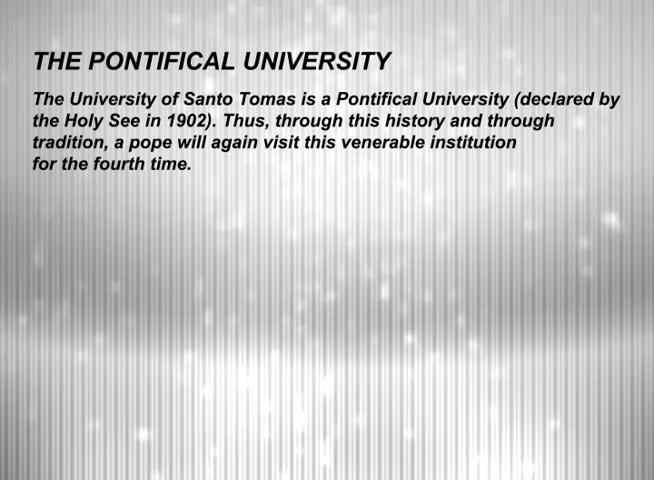 THE PONTIFICAL UNIVERSITY
The University of Santo Tomas is a Pontifical University (declared by
the Holy See in 1902). Thus, through this history and through
tradition, a pope will again visit this venerable institution
for the fourth time.